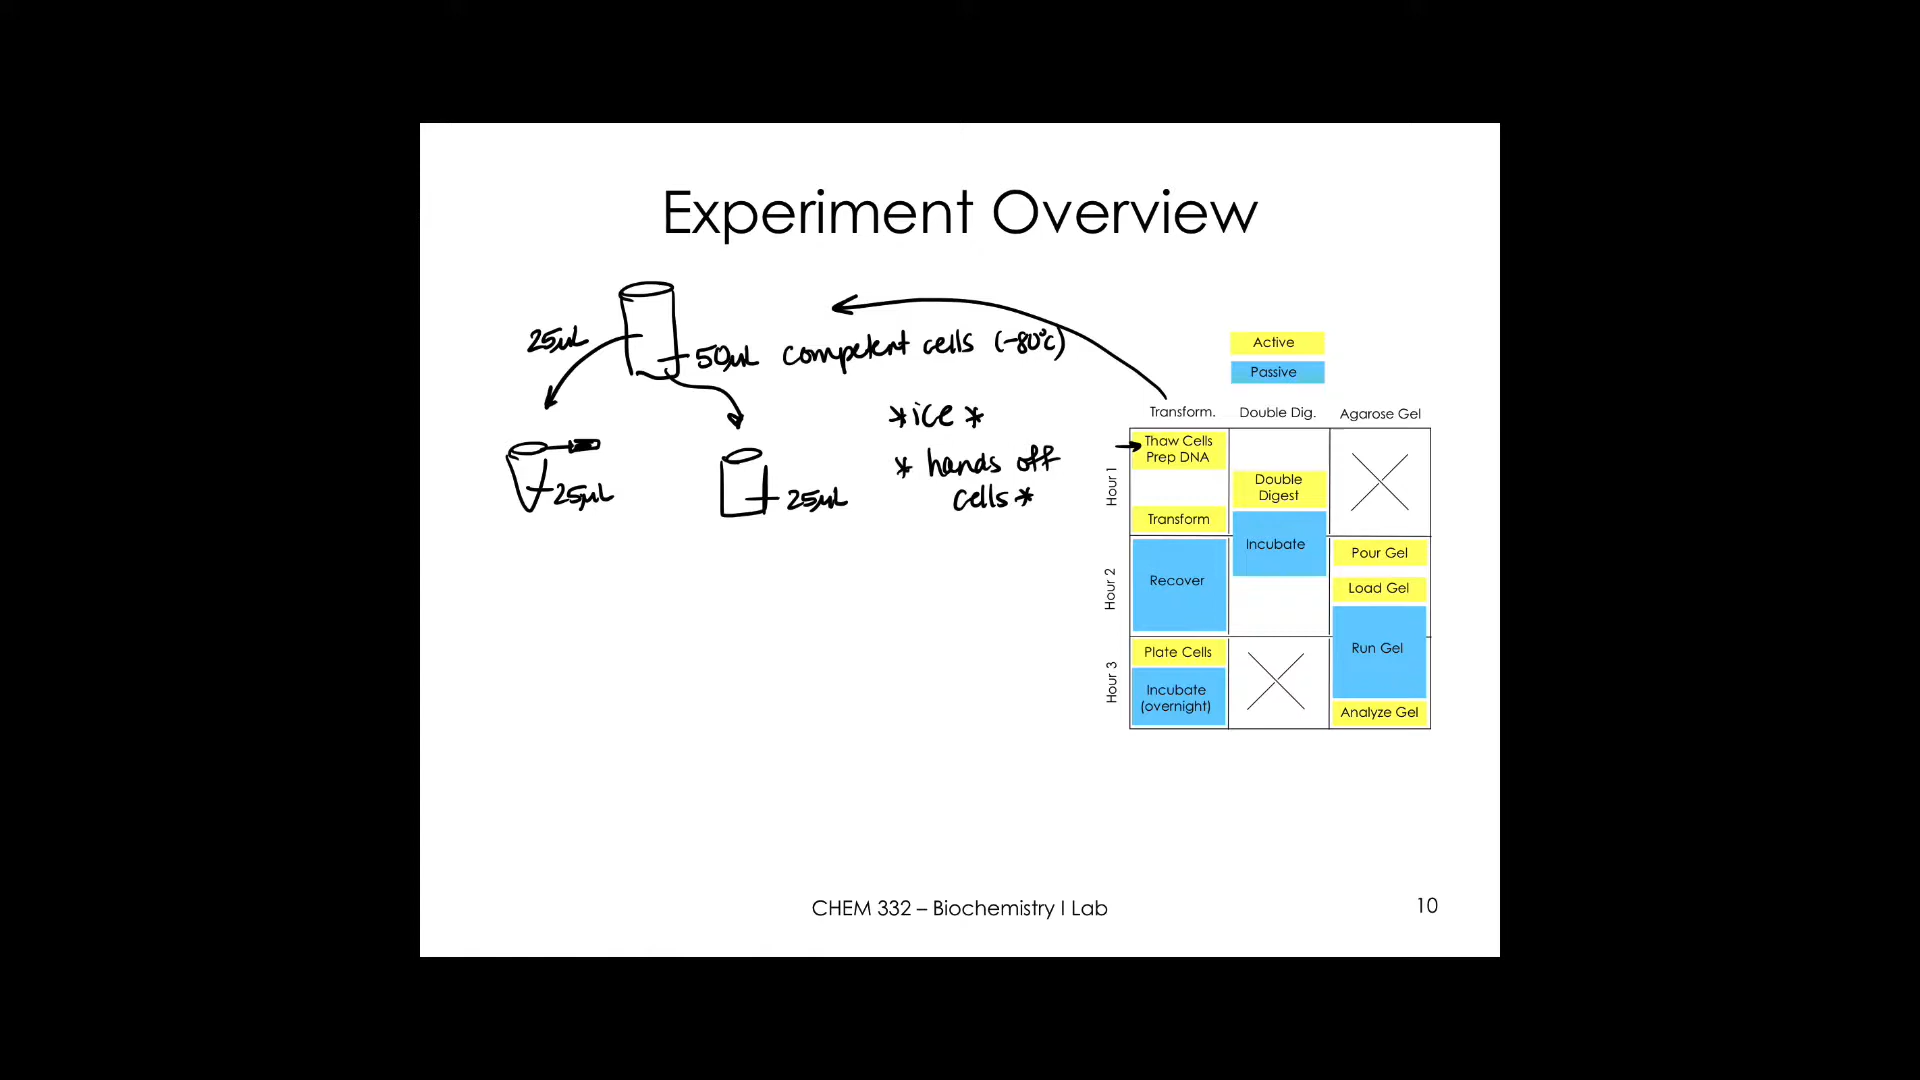 Experiment Overview
25µL
50µL competent cells (-80°C)
*ice*
* hands off
cells *
25µL
25µL
Active
Passive
Transform.
Double Dig.
Agarose Gel
Hour 1
Thaw Cells
Prep DNA
Double
Digest
Transform
Incubate
Hour 2
Recover
Pour Gel
Load Gel
Run Gel
Hour 3
Plate Cells
Incubate
(overnight)
Analyze Gel
CHEM 332 – Biochemistry I Lab
10